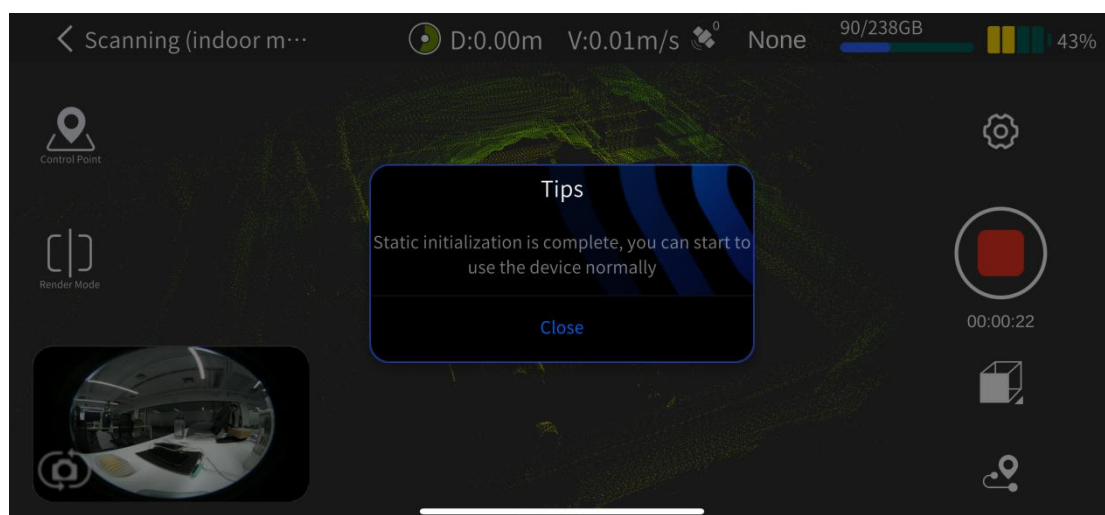 Scanning (indoor m···
D:0.00m
V:0.01m/s
0
None
90/238GB
43%
Control Point
Tips
Static initialization is complete, you can start to
use the device normally
Render Mode
Close
00:00:22